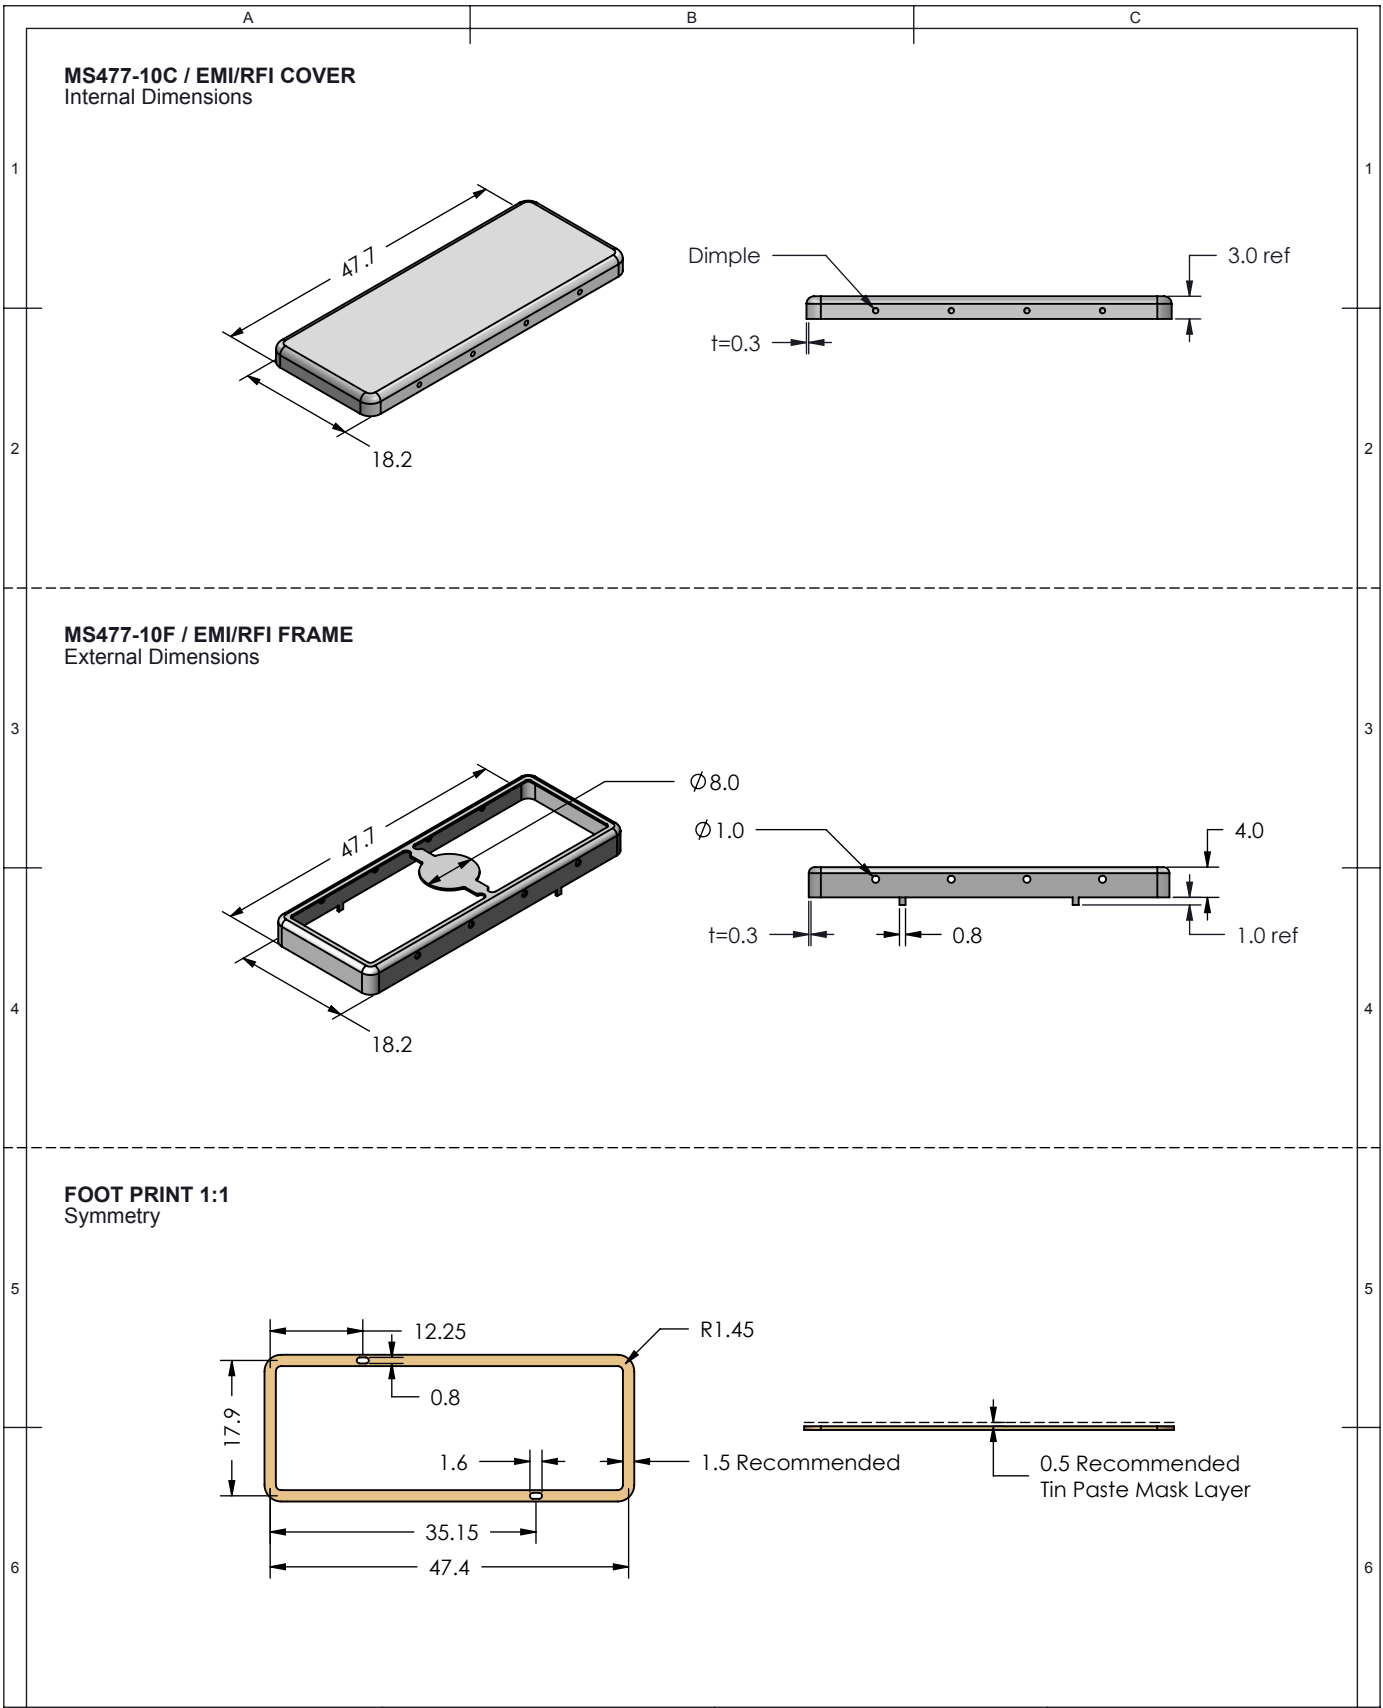 A
B
C
MS477-10C / EMI/RFI COVER
Internal Dimensions
1
1
47.7
Dimple
3.0 ref
t=0.3
18.2
2
2
MS477-10F / EMI/RFI FRAME
External Dimensions
3
3
Ø8.0
47.7
Ø1.0
4.0
t=0.3
0.8
1.0 ref
18.2
4
4
FOOT PRINT 1:1
Symmetry
5
5
12.25
R1.45
0.8
17.9
1.6
1.5 Recommended
0.5 Recommended
Tin Paste Mask Layer
35.15
47.4
6
6